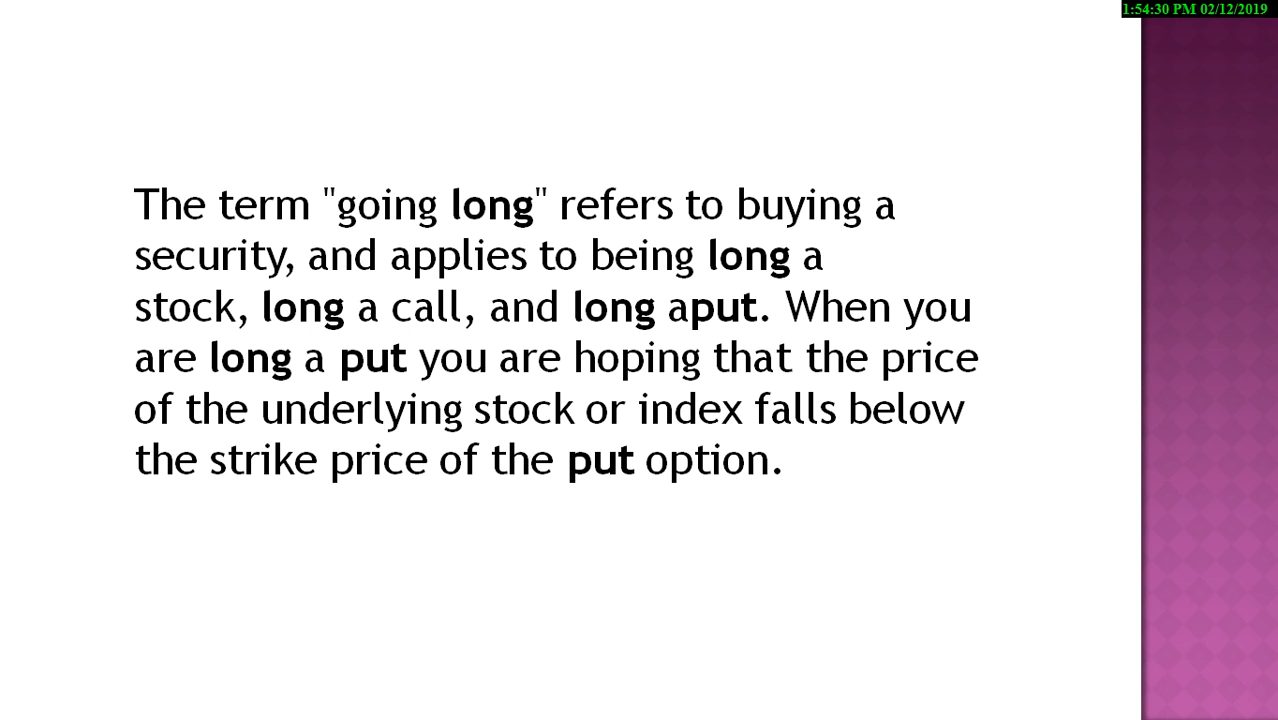 1:54:30 PM 02/12/2019
The term "going long" refers to buying a
security, and applies to being long a
stock, long a call, and long aput. When you
are long a put you are hoping that the price
of the underlying stock or index falls below
the strike price of the put option.